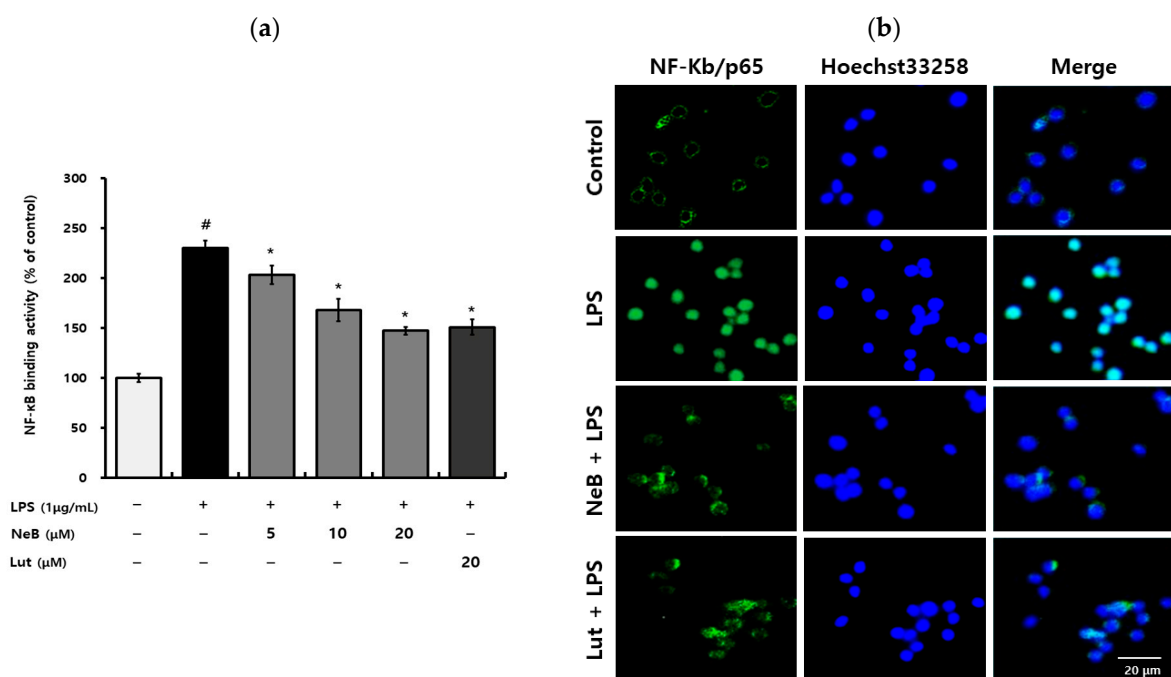 (a)
NF-κB binding activity (% of control)
300
250
200
150
100
50
0
#
*
*
*
*
LPS (1μg/mL) − + + + + +
NeB (μM) − − 5 10 20 −
Lut (μM) − − − − − 20
(b)
NF-Kb/p65 Hoechst33258 Merge
Control
LPS
NeB + LPS
Lut + LPS
20 μm